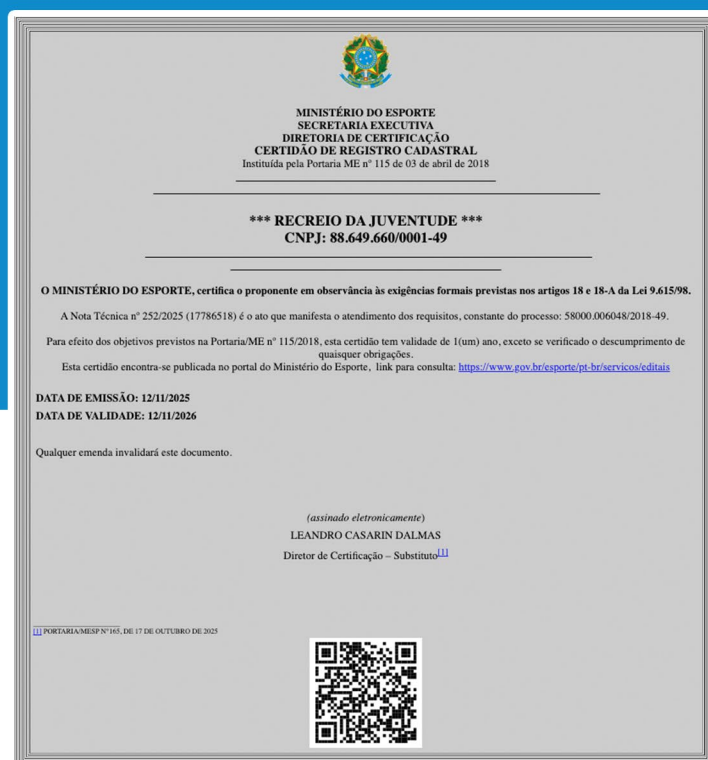 MINISTÉRIO DO ESPORTE
SECRETARIA EXECUTIVA
DIRETORIA DE CERTIFICAÇÃO
CERTIDÃO DE REGISTRO CADASTRAL
Instituída pela Portaria ME nº 115 de 03 de abril de 2018
*** RECREIO DA JUVENTUDE ***
CNPJ: 88.649.660/0001-49
O MINISTÉRIO DO ESPORTE, certifica o proponente em observância às exigências formais previstas nos artigos 18 e 18-A da Lei 9.615/98.
A Nota Técnica nº 252/2025 (17786518) é o ato que manifesta o atendimento dos requisitos, constante do processo: 58000.006048/2018-49.
Para efeito dos objetivos previstos na Portaria/ME nº 115/2018, esta certidão tem validade de 1(um) ano, exceto se verificado o descumprimento de
quaisquer obrigações.
Esta certidão encontra-se publicada no portal do Ministério do Esporte, link para consulta: https://www.gov.br/esporte/pt-br/servicos/editais
DATA DE EMISSÃO: 12/11/2025
DATA DE VALIDADE: 12/11/2026
Qualquer emenda invalidará este documento.
(assinado eletronicamente)
LEANDRO CASARIN DALMAS
Diretor de Certificação – Substituto[1]
[1] PORTARIA/MESP Nº 165, DE 17 DE OUTUBRO DE 2025